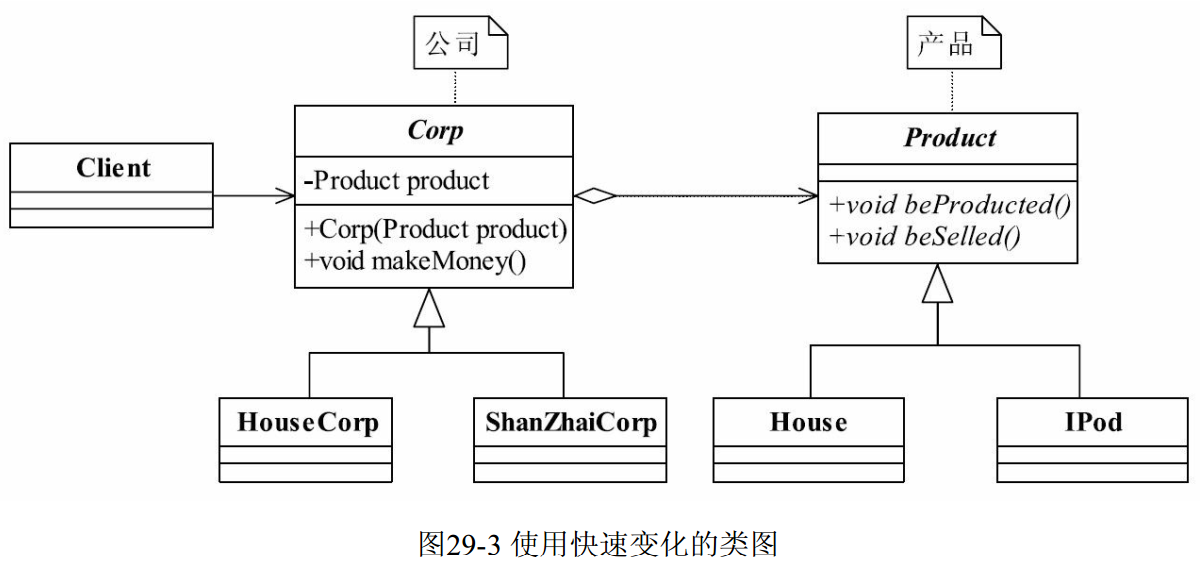 公司
产品
Client
Corp
-Product product
+Corp(Product product)
+void makeMoney()
Product
+void beProducted()
+void beSelled()
HouseCorp
ShanZhaiCorp
House
IPod
图29-3 使用快速变化的类图